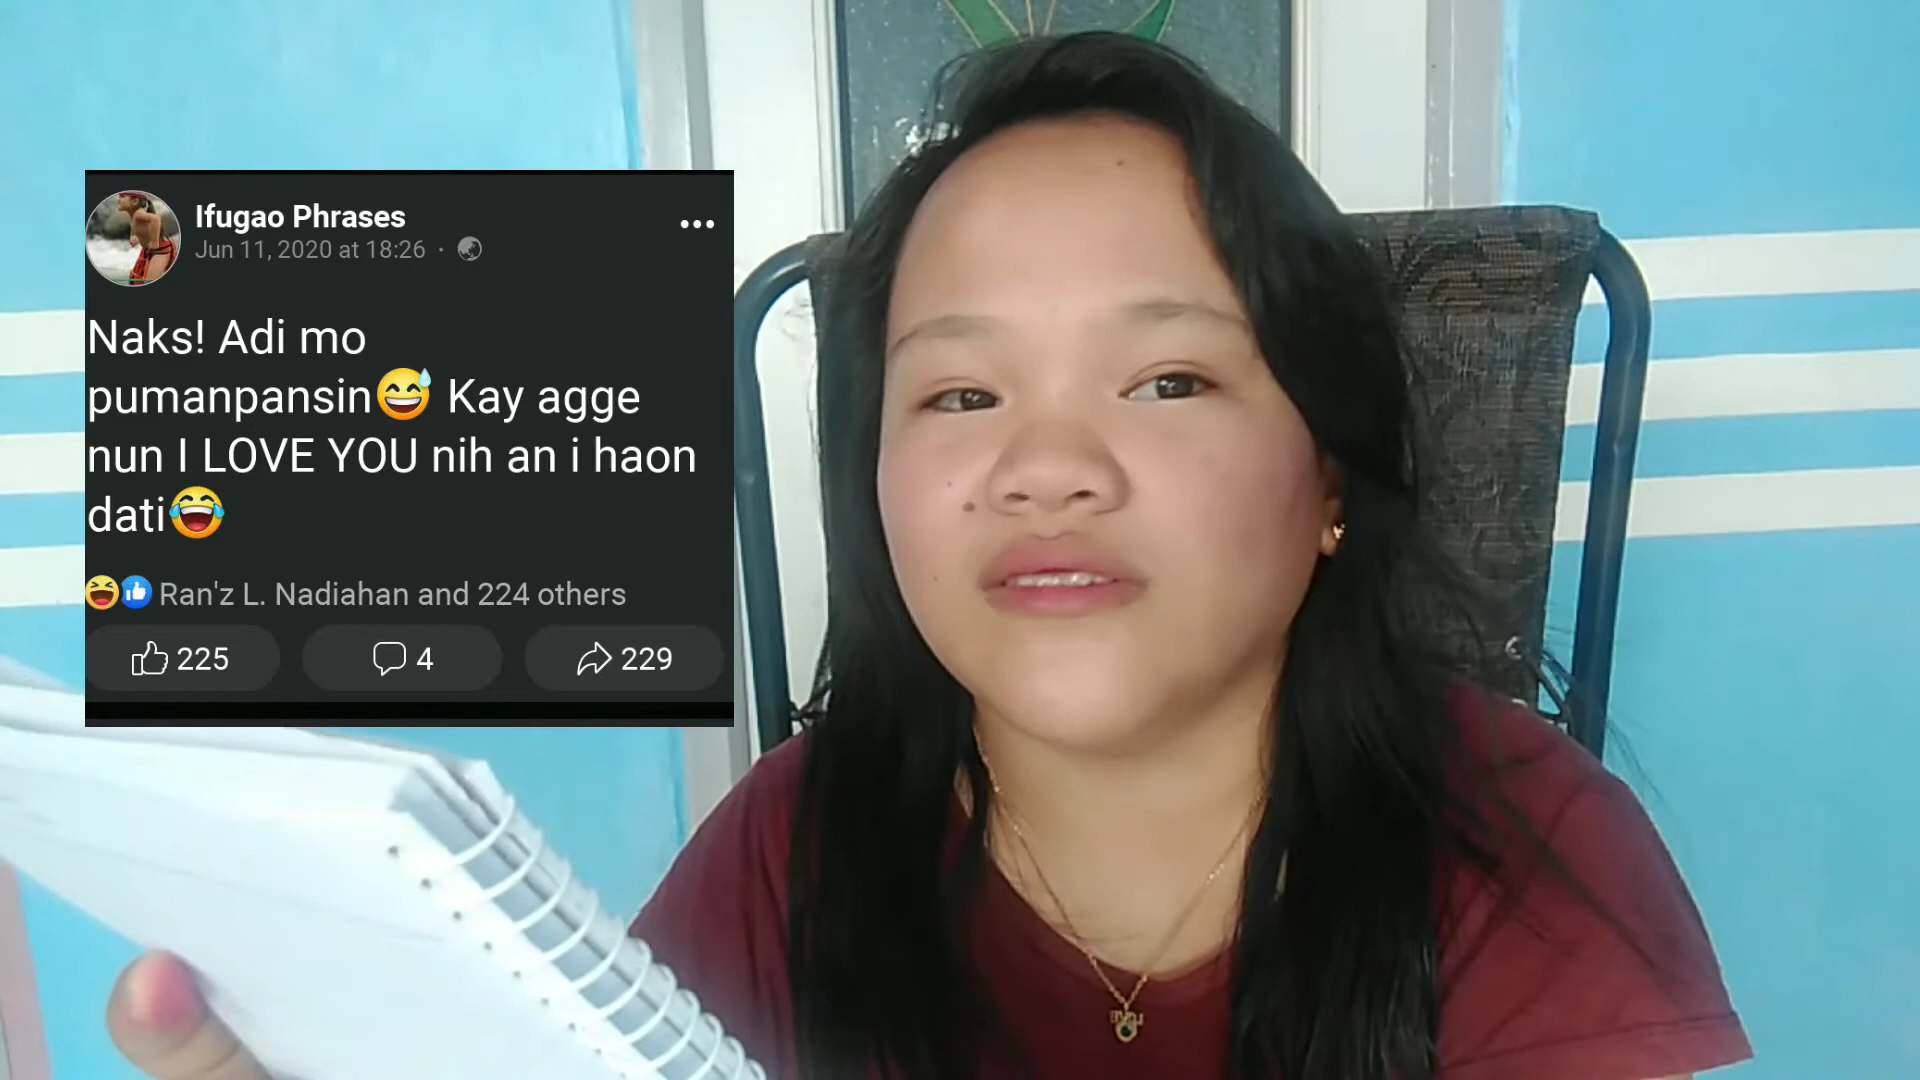 Ifugao Phrases
Jun 11, 2020 at 18:26 ·
Naks! Adi mo
pumanpansin😅 Kay agge
nun I LOVE YOU nih an i haon
dati😂
Ran'z L. Nadiahan and 224 others
225 4 229